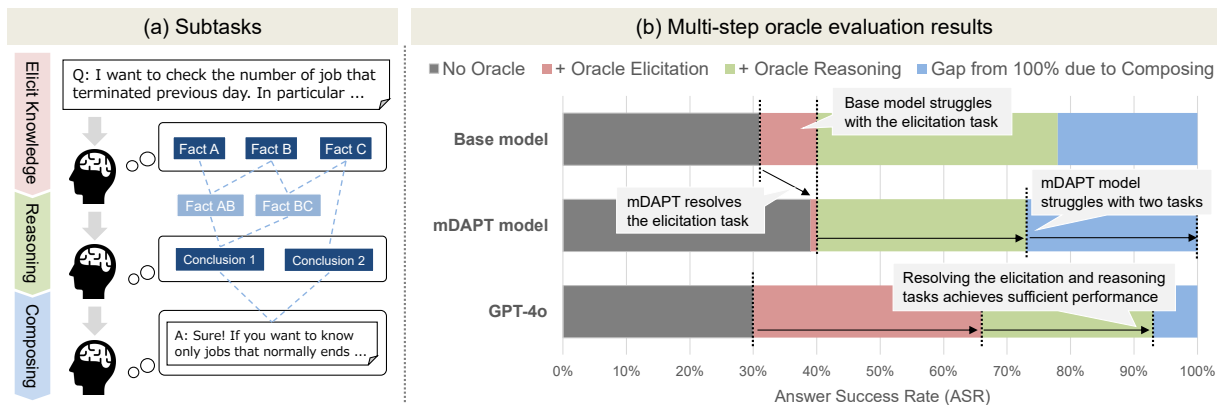 (a) Subtasks
Elicit Knowledge
Reasoning
Composing
Q: I want to check the number of job that
terminated previous day. In particular ...
Fact A
Fact B
Fact C
Fact AB
Fact BC
Conclusion 1
Conclusion 2
A: Sure! If you want to know
only jobs that normally ends ...
(b) Multi-step oracle evaluation results
No Oracle
+ Oracle Elicitation
+ Oracle Reasoning
Gap from 100% due to Composing
Base model
Base model struggles
with the elicitation task
mDAPT model
mDAPT resolves
the elicitation task
mDAPT model
struggles with two tasks
GPT-4o
Resolving the elicitation and reasoning
tasks achieves sufficient performance
0%
10%
20%
30%
40%
50%
60%
70%
80%
90%
100%
Answer Success Rate (ASR)